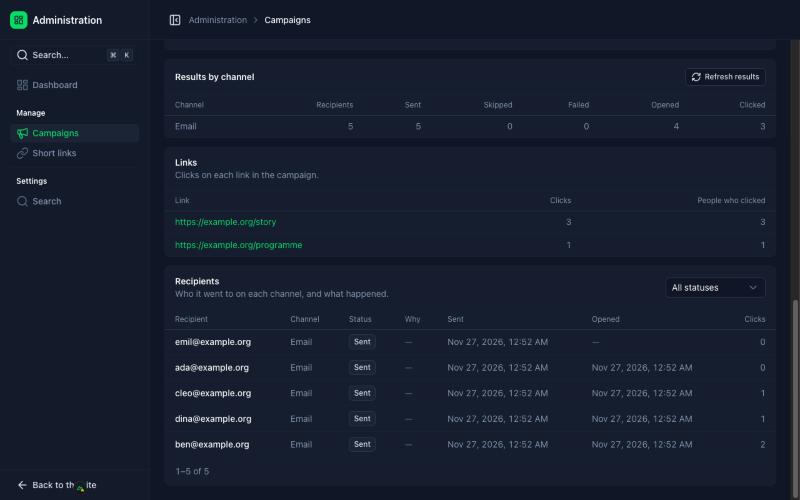 Administration
Administration > Campaigns
Search... ⌘ K
Dashboard
Manage
Campaigns
Short links
Settings
Search
Back to
Results by channel
Refresh results
Channel Recipients Sent Skipped Failed Opened Clicked
Email 5 5 0 0 4 3
Links
Clicks on each link in the campaign.
Link Clicks People who clicked
https://example.org/story 3 3
https://example.org/programme 1 1
Recipients
Who it went to on each channel, and what happened.
All statuses
Recipient Channel Status Why Sent Opened Clicks
emil@example.org Email Sent — Nov 27, 2026, 12:52 AM — 0
ada@example.org Email Sent — Nov 27, 2026, 12:52 AM Nov 27, 2026, 12:52 AM 0
cleo@example.org Email Sent — Nov 27, 2026, 12:52 AM Nov 27, 2026, 12:52 AM 1
dina@example.org Email Sent — Nov 27, 2026, 12:52 AM Nov 27, 2026, 12:52 AM 1
ben@example.org Email Sent — Nov 27, 2026, 12:52 AM Nov 27, 2026, 12:52 AM 2
1–5 of 5